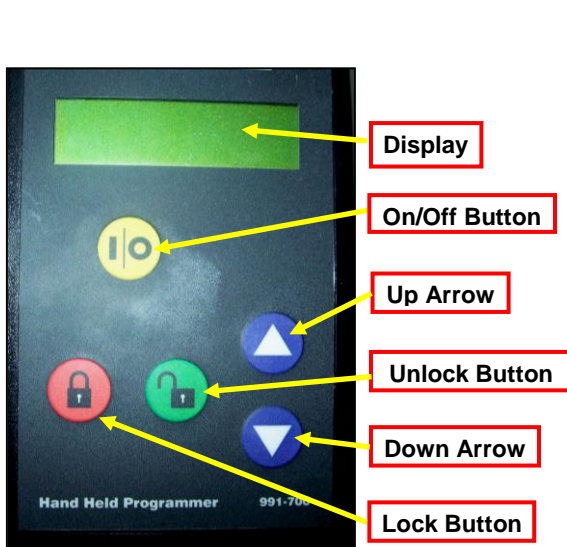 Display
On/Off Button
I|O
Up Arrow
Unlock Button
Down Arrow
Hand Held Programmer
Lock Button